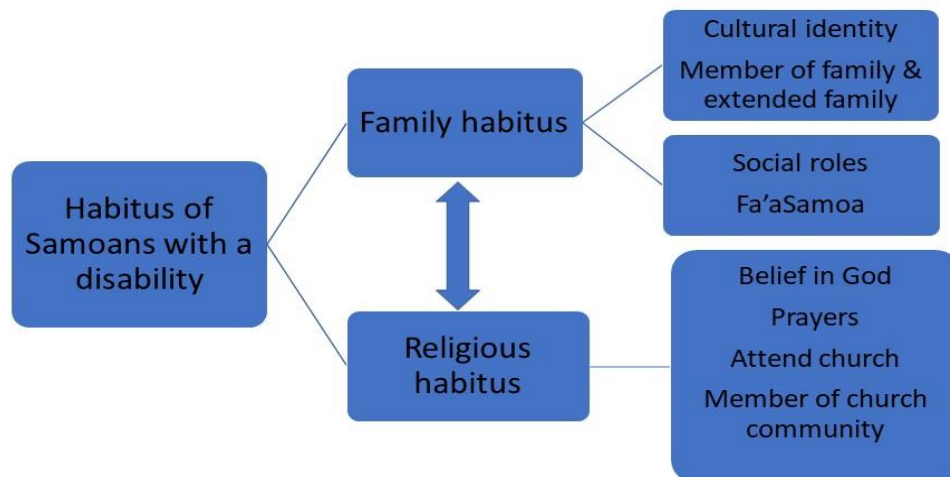 Habitus of
Samoans with a
disability
Family habitus
Religious
habitus
Cultural identity
Member of family &
extended family
Social roles
Fa’aSamoa
Belief in God
Prayers
Attend church
Member of church
community